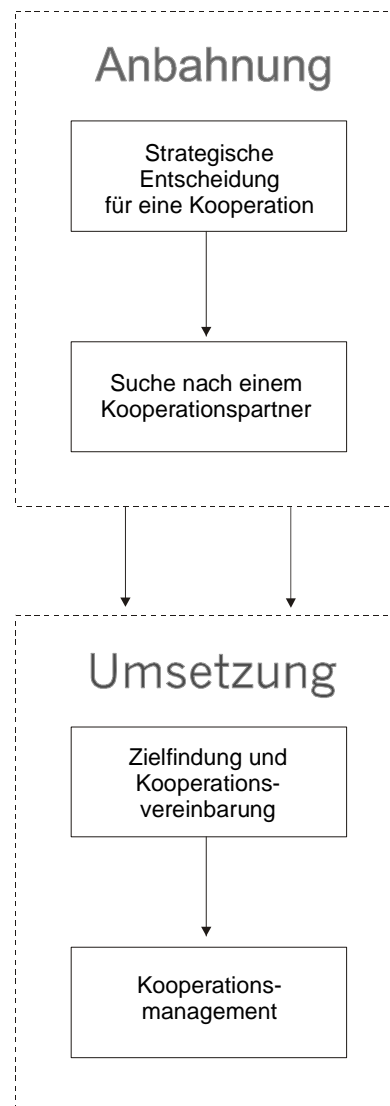 Anbahnung
Strategische
Entscheidung
für eine Kooperation
Suche nach einem
Kooperationspartner
Umsetzung
Zielfindung und
Kooperations-
vereinbarung
Kooperations-
management